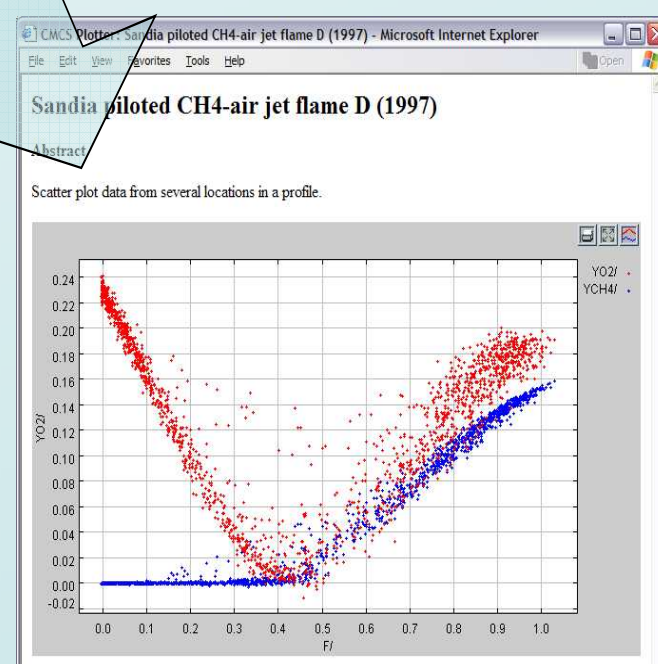 CMCS Plotter: Sandia piloted CH4-air jet flame D (1997) - Microsoft Internet Explorer
File Edit View Favorites Tools Help
Open
Sandia piloted CH4-air jet flame D (1997)
Abstract
Scatter plot data from several locations in a profile.
YO2/
YCH4/
0.24
0.22
0.20
0.18
0.16
0.14
0.12
0.10
0.08
0.06
0.04
0.02
0.00
-0.02
YO2/
0.0 0.1 0.2 0.3 0.4 0.5 0.6 0.7 0.8 0.9 1.0
F/